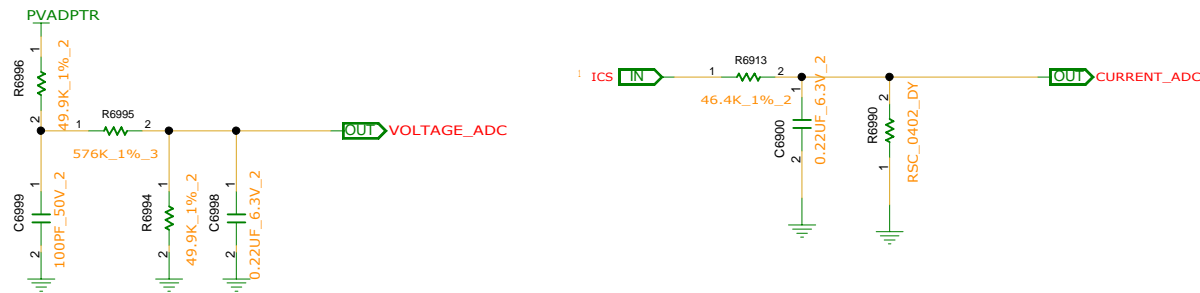 PVADPTR
1
R6996
49.9K_1%_2
2
1
R6995
2
576K_1%_3
OUT
VOLTAGE_ADC
1
C6999
100PF_50V_2
2
1
R6994
49.9K_1%_2
2
1
C6998
0.22UF_6.3V_2
2
1
ICS
IN
1
R6913
2
46.4K_1%_2
1
C6900
0.22UF_6.3V_2
2
2
R6990
RSC_0402_DY
1
OUT
CURRENT_ADC